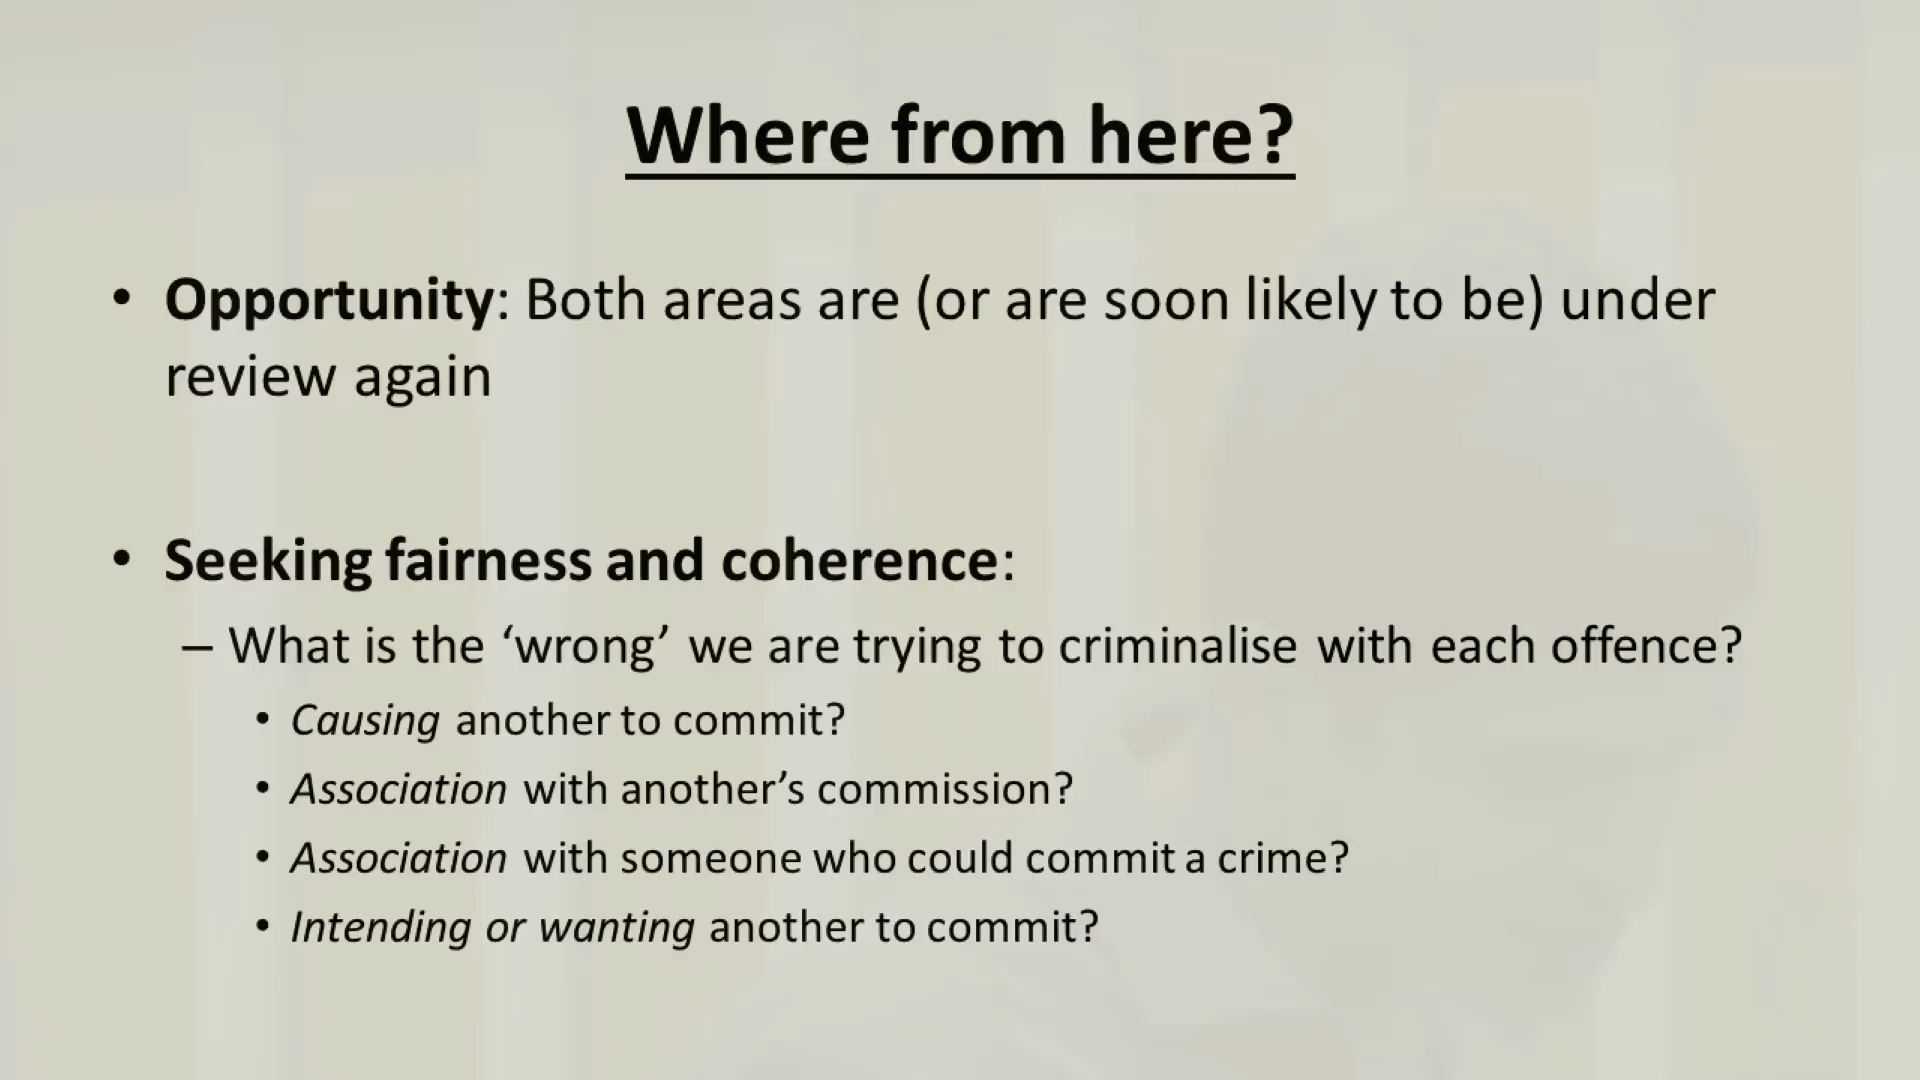 Where from here?
• Opportunity: Both areas are (or are soon likely to be) under
review again
• Seeking fairness and coherence:
– What is the ‘wrong’ we are trying to criminalise with each offence?
• Causing another to commit?
• Association with another’s commission?
• Association with someone who could commit a crime?
• Intending or wanting another to commit?